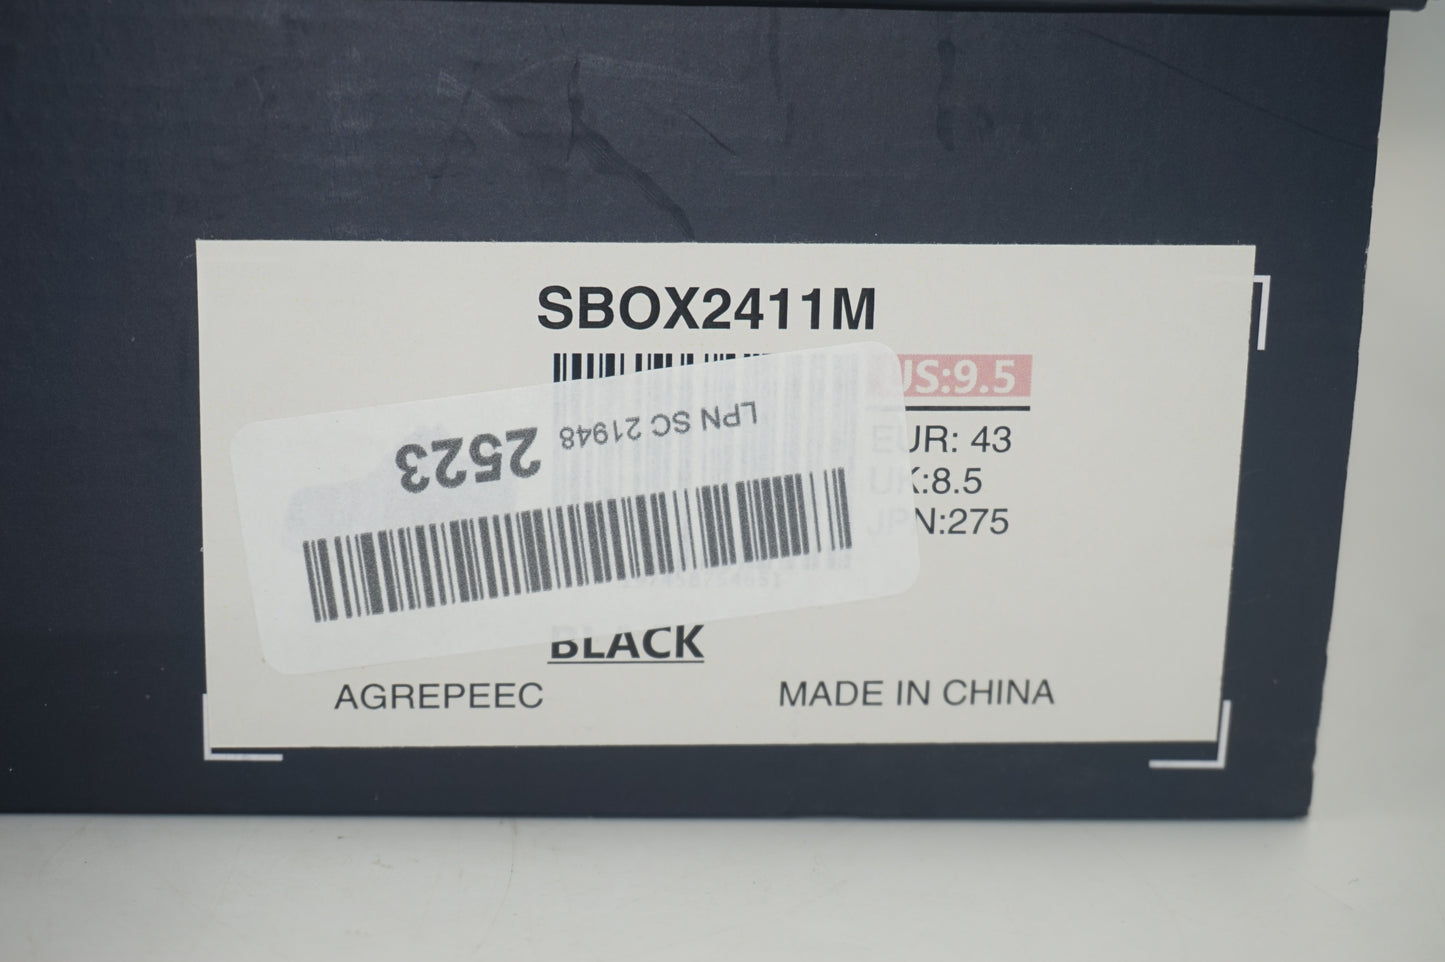 SBOX2411M
US:9.5
EUR: 43
UK:8.5
JPN:275
LPN SC 21948
2523
BLACK
AGREPEEC
MADE IN CHINA